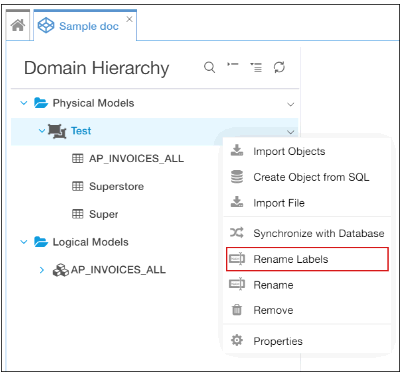 Sample doc
Domain Hierarchy
Physical Models
Test
AP_INVOICES_ALL
Superstore
Super
Logical Models
AP_INVOICES_ALL
Import Objects
Create Object from SQL
Import File
Synchronize with Database
Rename Labels
Rename
Remove
Properties